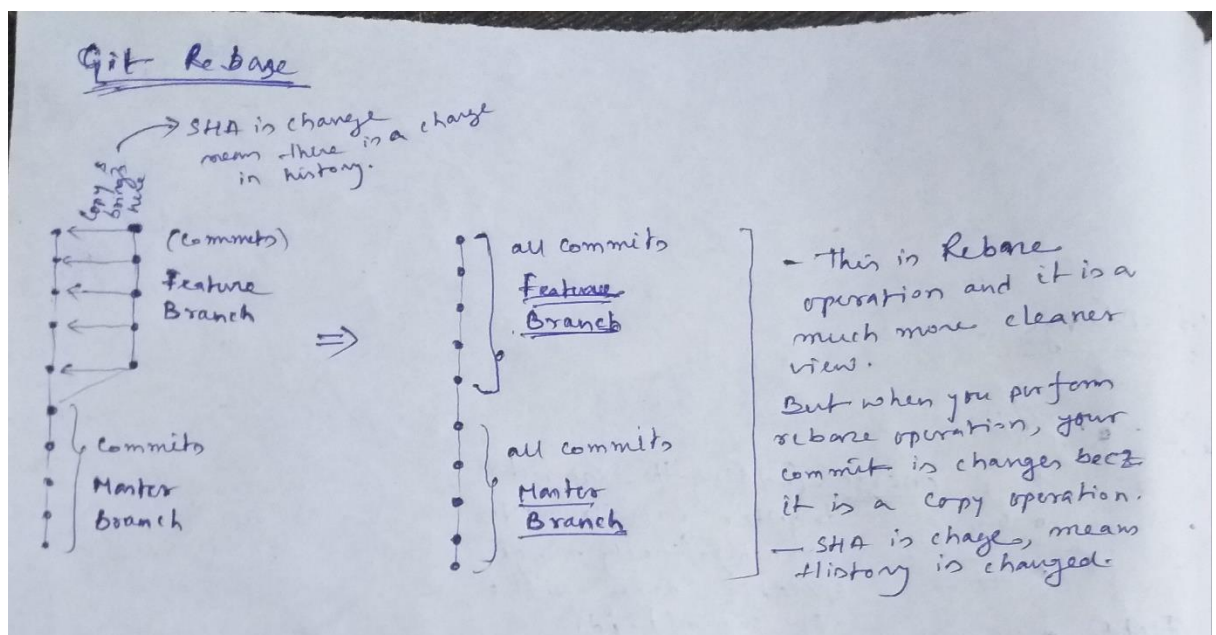 Git Rebase
SHA is change
mean there is a change
in history.
Copy &
brings
here
(Commits)
Feature
Branch
Commits
Master
branch
⇒
all commits
Feature
Branch
all commits
Master
Branch
- This is Rebase
operation and it is a
much more cleaner
view.
But when you perform
rebase operation, your
commit is changes becz
it is a copy operation.
- SHA is chage, means
History is changed.